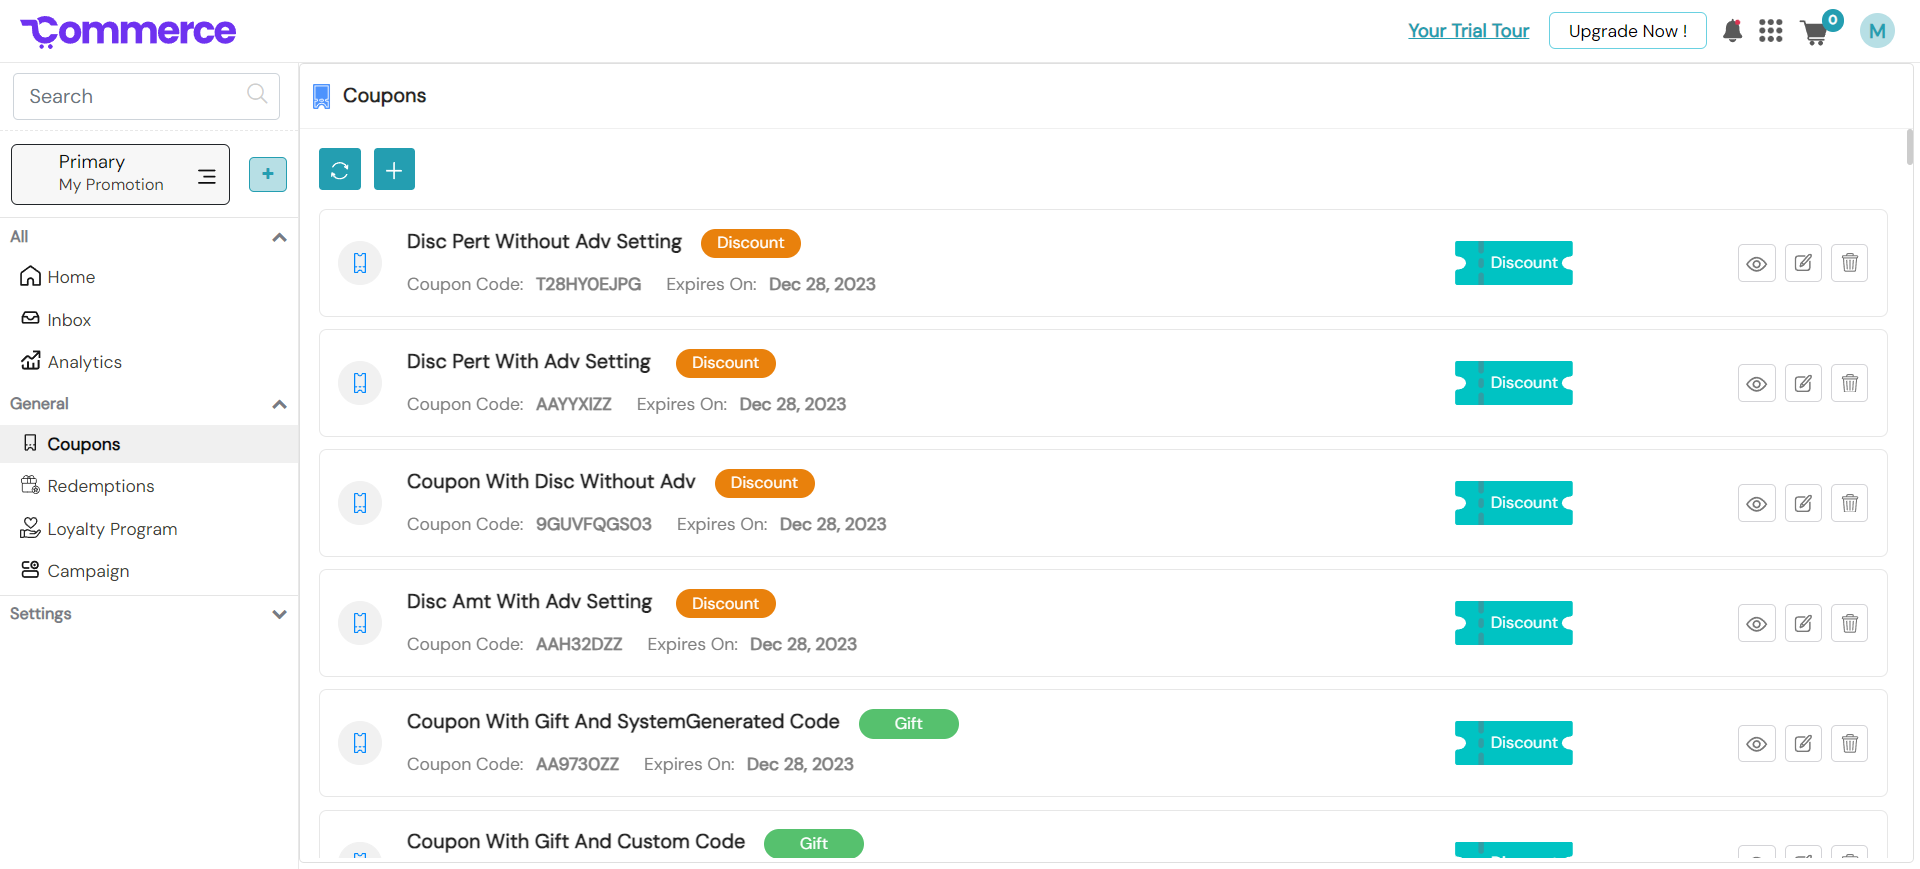 Commerce
Your Trial Tour
Upgrade Now !
0
M
Search
Coupons
Primary
My Promotion
+
All
Home
Inbox
Analytics
General
Coupons
Redemptions
Loyalty Program
Campaign
Settings
Disc Pert Without Adv Setting Discount
Coupon Code: T28HY0EJPG Expires On: Dec 28, 2023
Discount
Disc Pert With Adv Setting Discount
Coupon Code: AAYYXIZZ Expires On: Dec 28, 2023
Discount
Coupon With Disc Without Adv Discount
Coupon Code: 9GUVFQGS03 Expires On: Dec 28, 2023
Discount
Disc Amt With Adv Setting Discount
Coupon Code: AAH32DZZ Expires On: Dec 28, 2023
Discount
Coupon With Gift And SystemGenerated Code Gift
Coupon Code: AA973OZZ Expires On: Dec 28, 2023
Discount
Coupon With Gift And Custom Code Gift
Discount